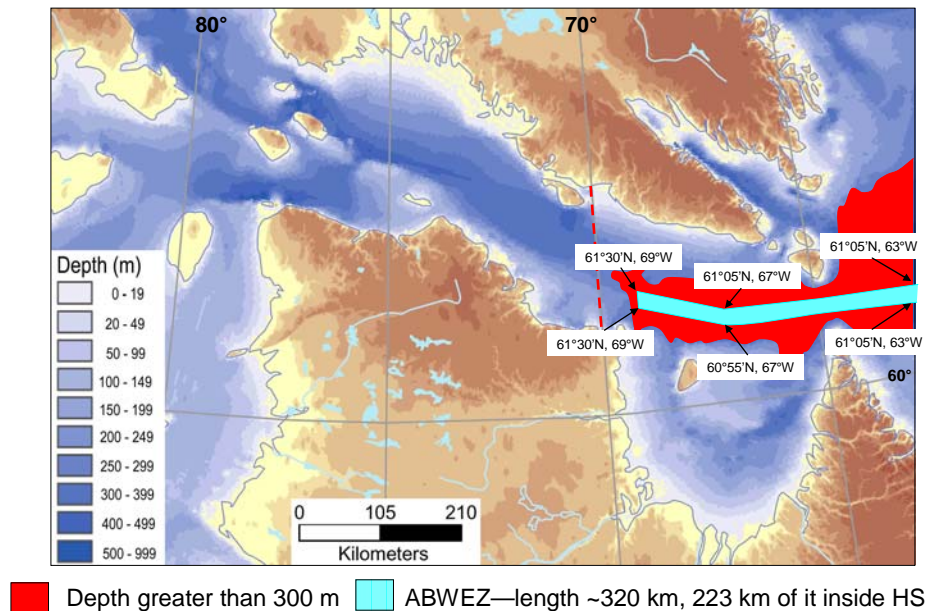 80°
70°
61°30'N, 69°W
61°05'N, 67°W
61°05'N, 63°W
61°30'N, 69°W
60°55'N, 67°W
61°05'N, 63°W
60°
Depth (m)
0 - 19
20 - 49
50 - 99
100 - 149
150 - 199
200 - 249
250 - 299
300 - 399
400 - 499
500 - 999
0 105 210
Kilometers
Depth greater than 300 m ABWEZ—length ~320 km, 223 km of it inside HS